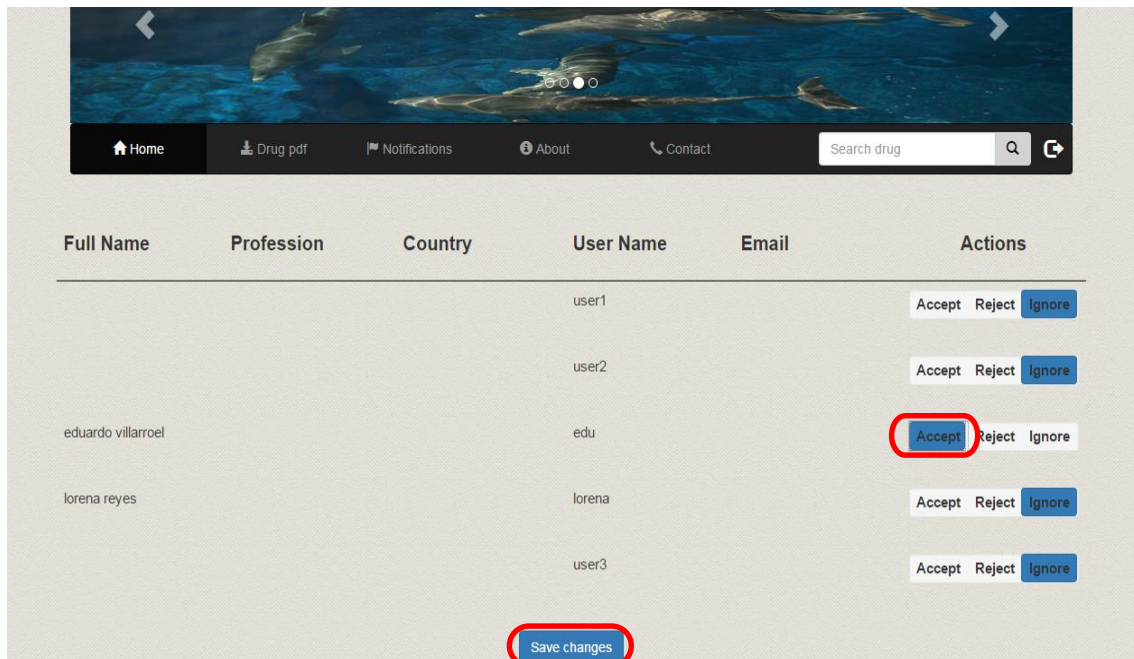 Home Drug pdf Notifications About Contact Search drug
Full Name Profession Country User Name Email Actions
user1 Accept Reject Ignore
user2 Accept Reject Ignore
eduardo villarroel edu Accept Reject Ignore
lorena reyes lorena Accept Reject Ignore
user3 Accept Reject Ignore
Save changes